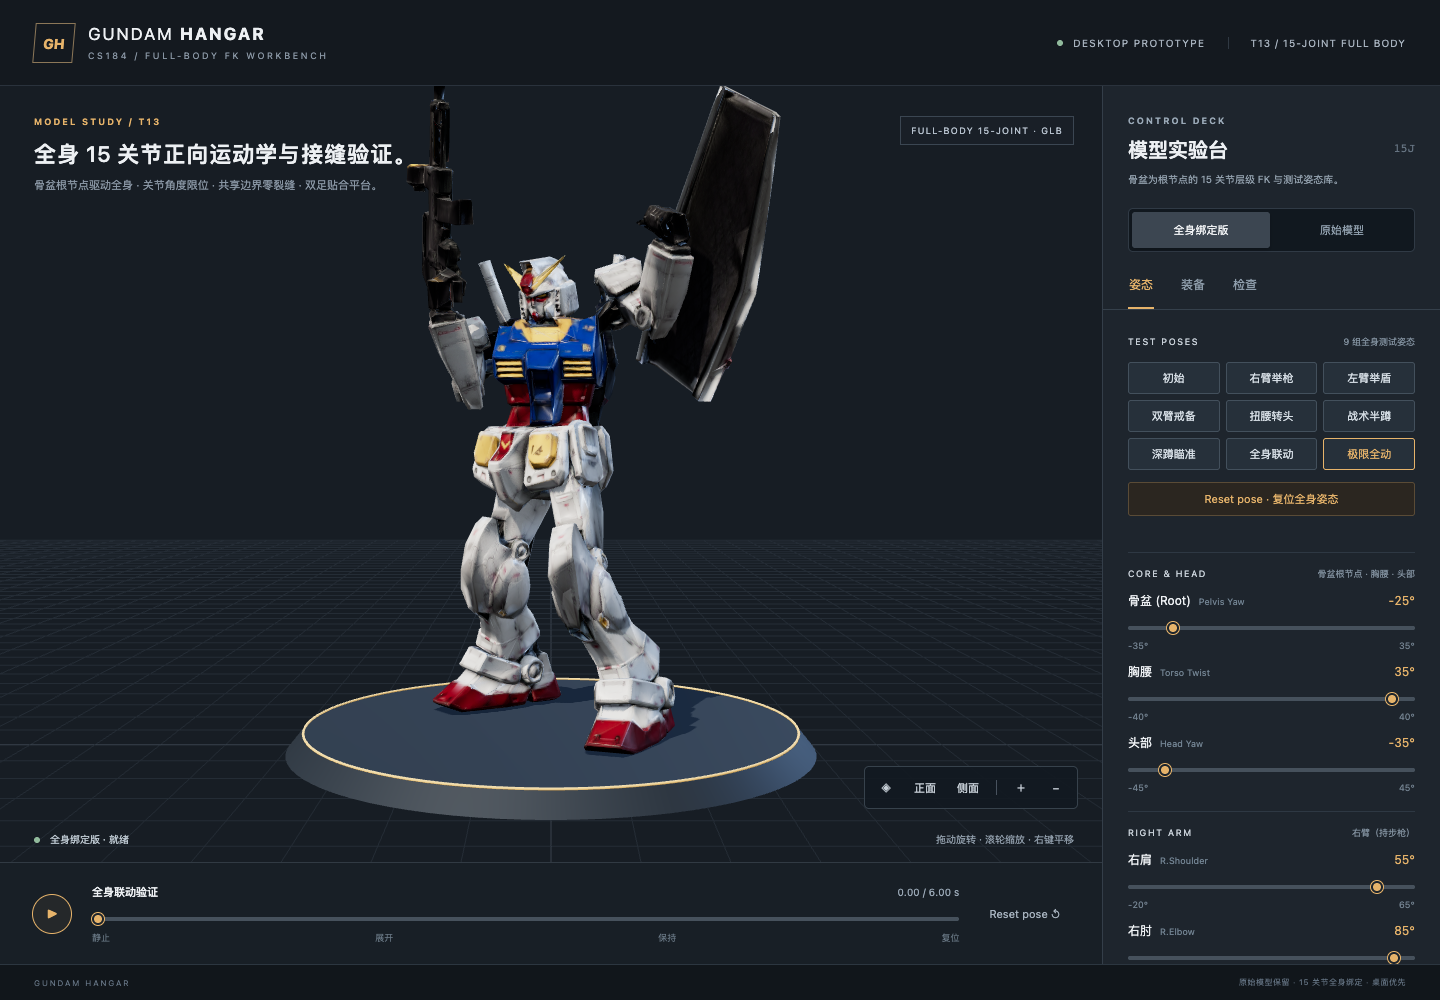 GH
GUNDAM HANGAR
CS184 / FULL-BODY FK WORKBENCH
DESKTOP PROTOTYPE
T13 / 15-JOINT FULL BODY
MODEL STUDY / T13
全身 15 关节正向运动学与接缝验证。
骨盆根节点驱动全身 · 关节角度限位 · 共享边界零裂缝 · 双足贴合平台。
FULL-BODY 15-JOINT · GLB
正面
侧面
+
−
全身绑定版 · 就绪
拖动旋转 · 滚轮缩放 · 右键平移
全身联动验证
0.00 / 6.00 s
静止
展开
保持
复位
Reset pose
CONTROL DECK
模型实验台
15J
骨盆为根节点的 15 关节层级 FK 与测试姿态库。
全身绑定版
原始模型
姿态
装备
检查
TEST POSES
9 组全身测试姿态
初始
右臂举枪
左臂举盾
双臂戒备
扭腰转头
战术半蹲
深蹲瞄准
全身联动
极限全动
Reset pose · 复位全身姿态
CORE & HEAD
骨盆根节点 · 胸腰 · 头部
骨盆 (Root) Pelvis Yaw -25°
-35° 35°
胸腰 Torso Twist 35°
-40° 40°
头部 Head Yaw -35°
-45° 45°
RIGHT ARM
右臂（持步枪）
右肩 R.Shoulder 55°
-20° 65°
右肘 R.Elbow 85°
GUNDAM HANGAR
原始模型保留 · 15 关节全身绑定 · 桌面优先